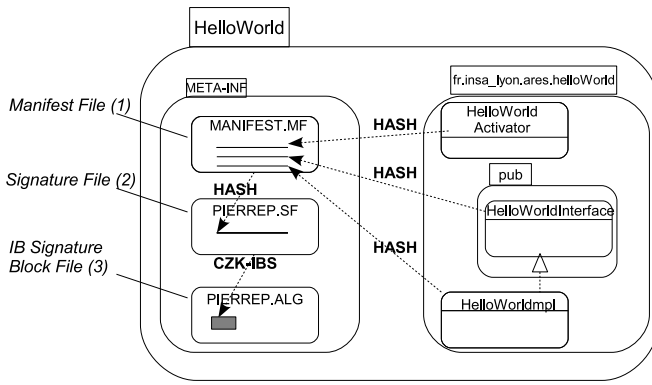 HelloWorld
META-INF
fr.insa_lyon.ares.helloWorld
Manifest File (1)
MANIFEST.MF
HASH
HelloWorld
Activator
Signature File (2)
HASH
PIERREP.SF
HASH
pub
HelloWorldInterface
IB Signature
Block File (3)
CZK-IBS
HASH
PIERREP.ALG
HelloWorldmpl